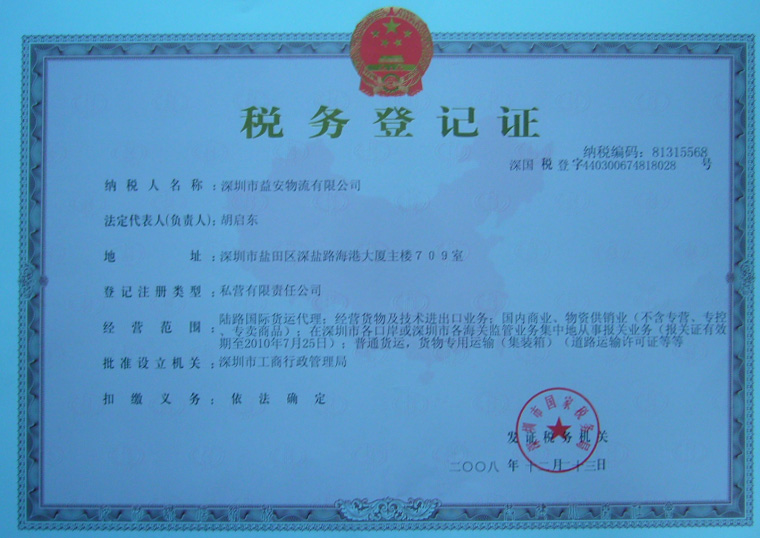 税务登记证
纳税编码：81315568
深国 税 登 字440300674818028 号
纳税人名称：深圳市益安物流有限公司
法定代表人(负责人)：胡启东
地 址：深圳市盐田区深盐路海港大厦主楼７０９室
登记注册类型：私营有限责任公司
陆路国际货运代理；经营货物及技术进出口业务；国内商业、物资供销业（不含专营、专控
经营范围：、专卖商品）；在深圳市各口岸或深圳市各海关监管业务集中地从事报关业务（报关证有效
期至2010年7月25日）；普通货运，货物专用运输（集装箱）（道路运输许可证等等
批准设立机关：深圳市工商行政管理局
扣缴义务：依法确定
深圳市国家税务局
发证税务机关
二〇〇八 年 十二月二十三日